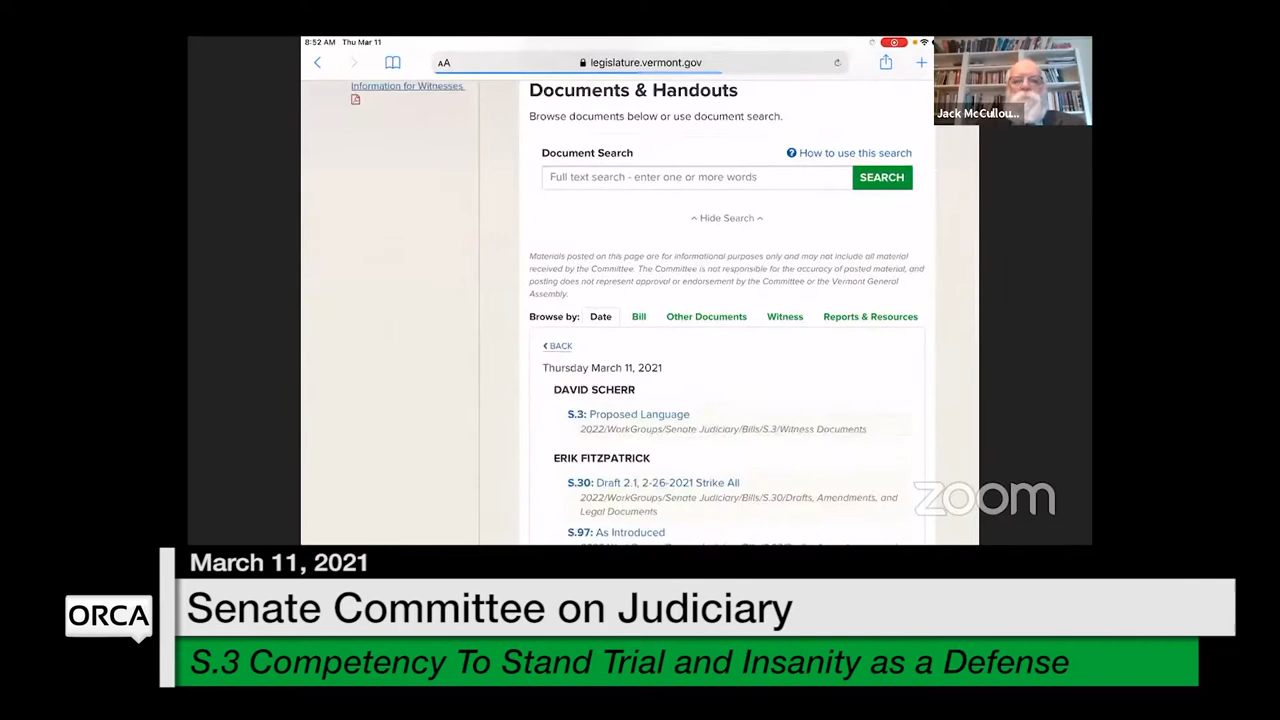 8:52 AM Thu Mar 11
AA
legislature.vermont.gov
Information for Witnesses
Documents & Handouts
Browse documents below or use document search.
Document Search
How to use this search
Full text search - enter one or more words
SEARCH
Hide Search
Materials posted on this page are for informational purposes only and may not include all material
received by the Committee. The Committee is not responsible for the accuracy of posted material, and
posting does not represent approval or endorsement by the Committee or the Vermont General
Assembly.
Browse by: Date Bill Other Documents Witness Reports & Resources
BACK
Thursday March 11, 2021
DAVID SCHERR
S.3: Proposed Language
2022/WorkGroups/Senate Judiciary/Bills/S.3/Witness Documents
ERIK FITZPATRICK
S.30: Draft 2.1, 2-26-2021 Strike All
2022/WorkGroups/Senate Judiciary/Bills/S.30/Drafts, Amendments, and
Legal Documents
S.97: As Introduced
Jack McCullou...
zoom
March 11, 2021
ORCA
Senate Committee on Judiciary
S.3 Competency To Stand Trial and Insanity as a Defense